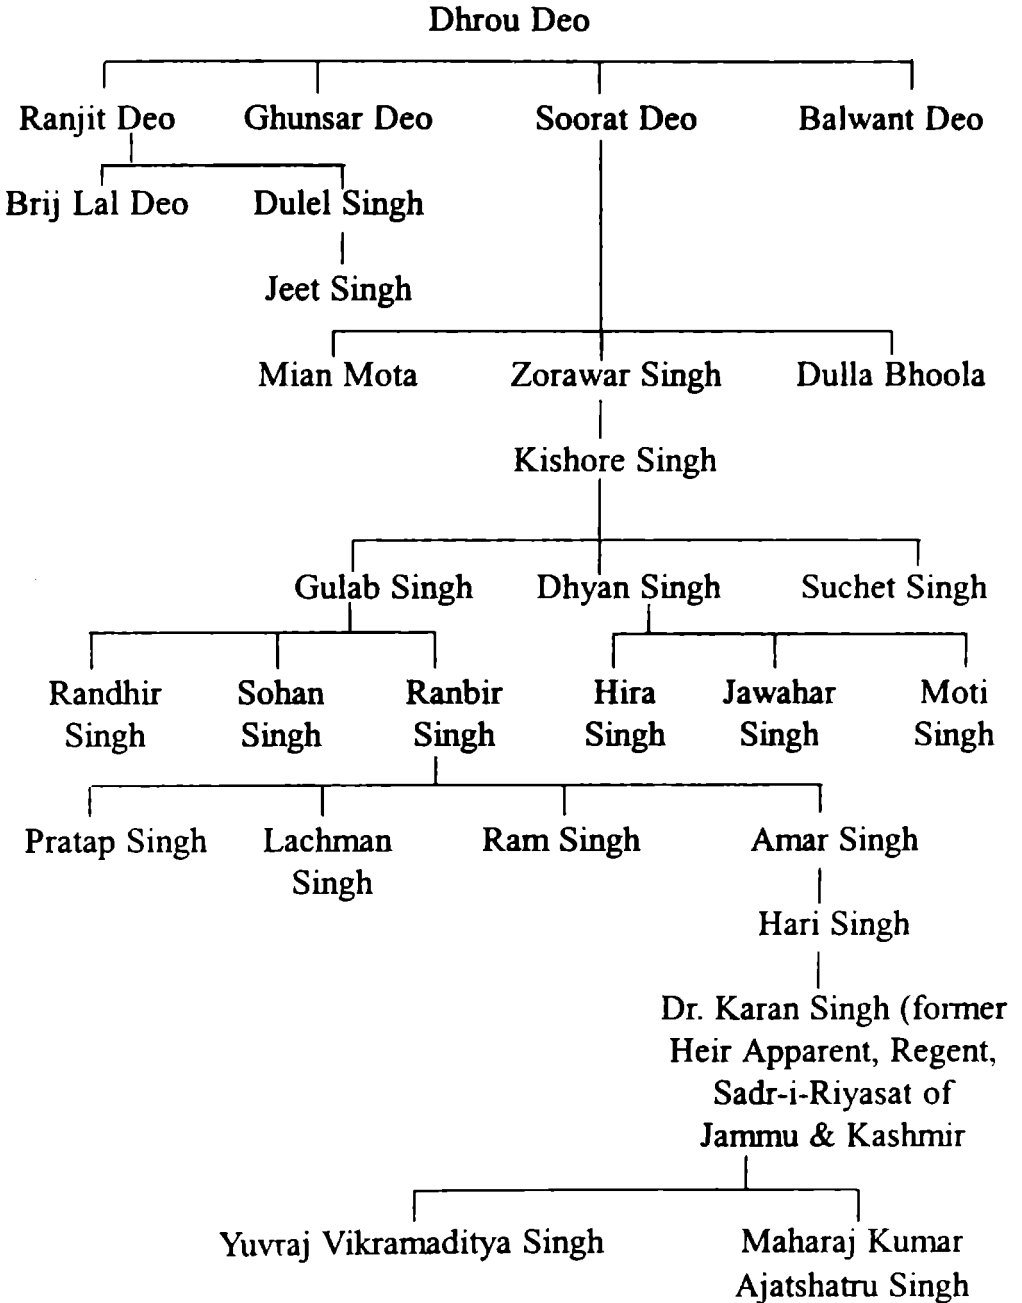 Dhrou Deo
Ranjit Deo Ghunsar Deo Soorat Deo Balwant Deo
Brij Lal Deo Dulel Singh
Jeet Singh
Mian Mota Zorawar Singh Dulla Bhoola
Kishore Singh
Gulab Singh Dhyan Singh Suchet Singh
Randhir Sohan Ranbir Hira Jawahar Moti
Singh Singh Singh Singh Singh Singh
Pratap Singh Lachman Ram Singh Amar Singh
Singh
Hari Singh
Dr. Karan Singh (former
Heir Apparent, Regent,
Sadr-i-Riyasat of
Jammu & Kashmir
Yuvraj Vikramaditya Singh Maharaj Kumar
Ajatshatru Singh